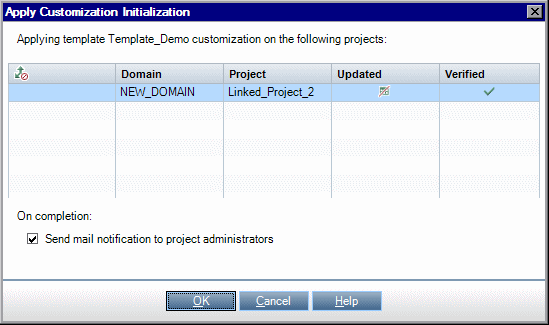 Apply Customization Initialization
Applying template Template_Demo customization on the following projects:
Domain Project Updated Verified
NEW_DOMAIN Linked_Project_2
On completion:
Send mail notification to project administrators
OK Cancel Help